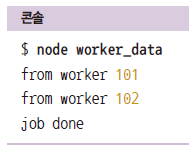 콘솔
$ node worker_data
from worker 101
from worker 102
job done